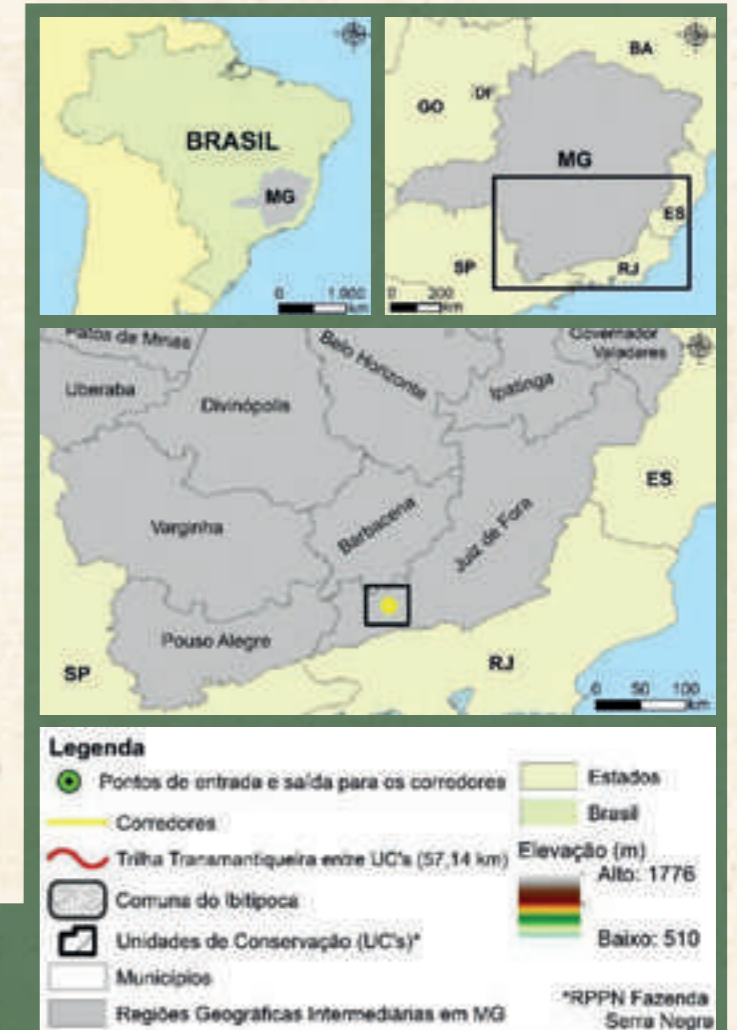 BRASIL
MG
0 1.900
km
BA
GO
DF
MG
ES
SP
RJ
0 200
km
Patos de Minas
Uberaba
Divinópolis
Belo Horizonte
Ipatinga
Governador
Valadares
Varginha
Barbacena
Juiz de Fora
ES
Pouso Alegre
SP
RJ
0 50 100
km
Legenda
Pontos de entrada e saída para os corredores
Corredores
Trilha Transmantiqueira entre UC's (57,14 km)
Comuna do Ibitipoca
Unidades de Conservação (UC's)*
Municípios
Regiões Geográficas Intermediárias em MG
Estados
Brasil
Elevação (m)
Alto: 1776
Baixo: 510
*RPPN Fazenda
Serra Negra